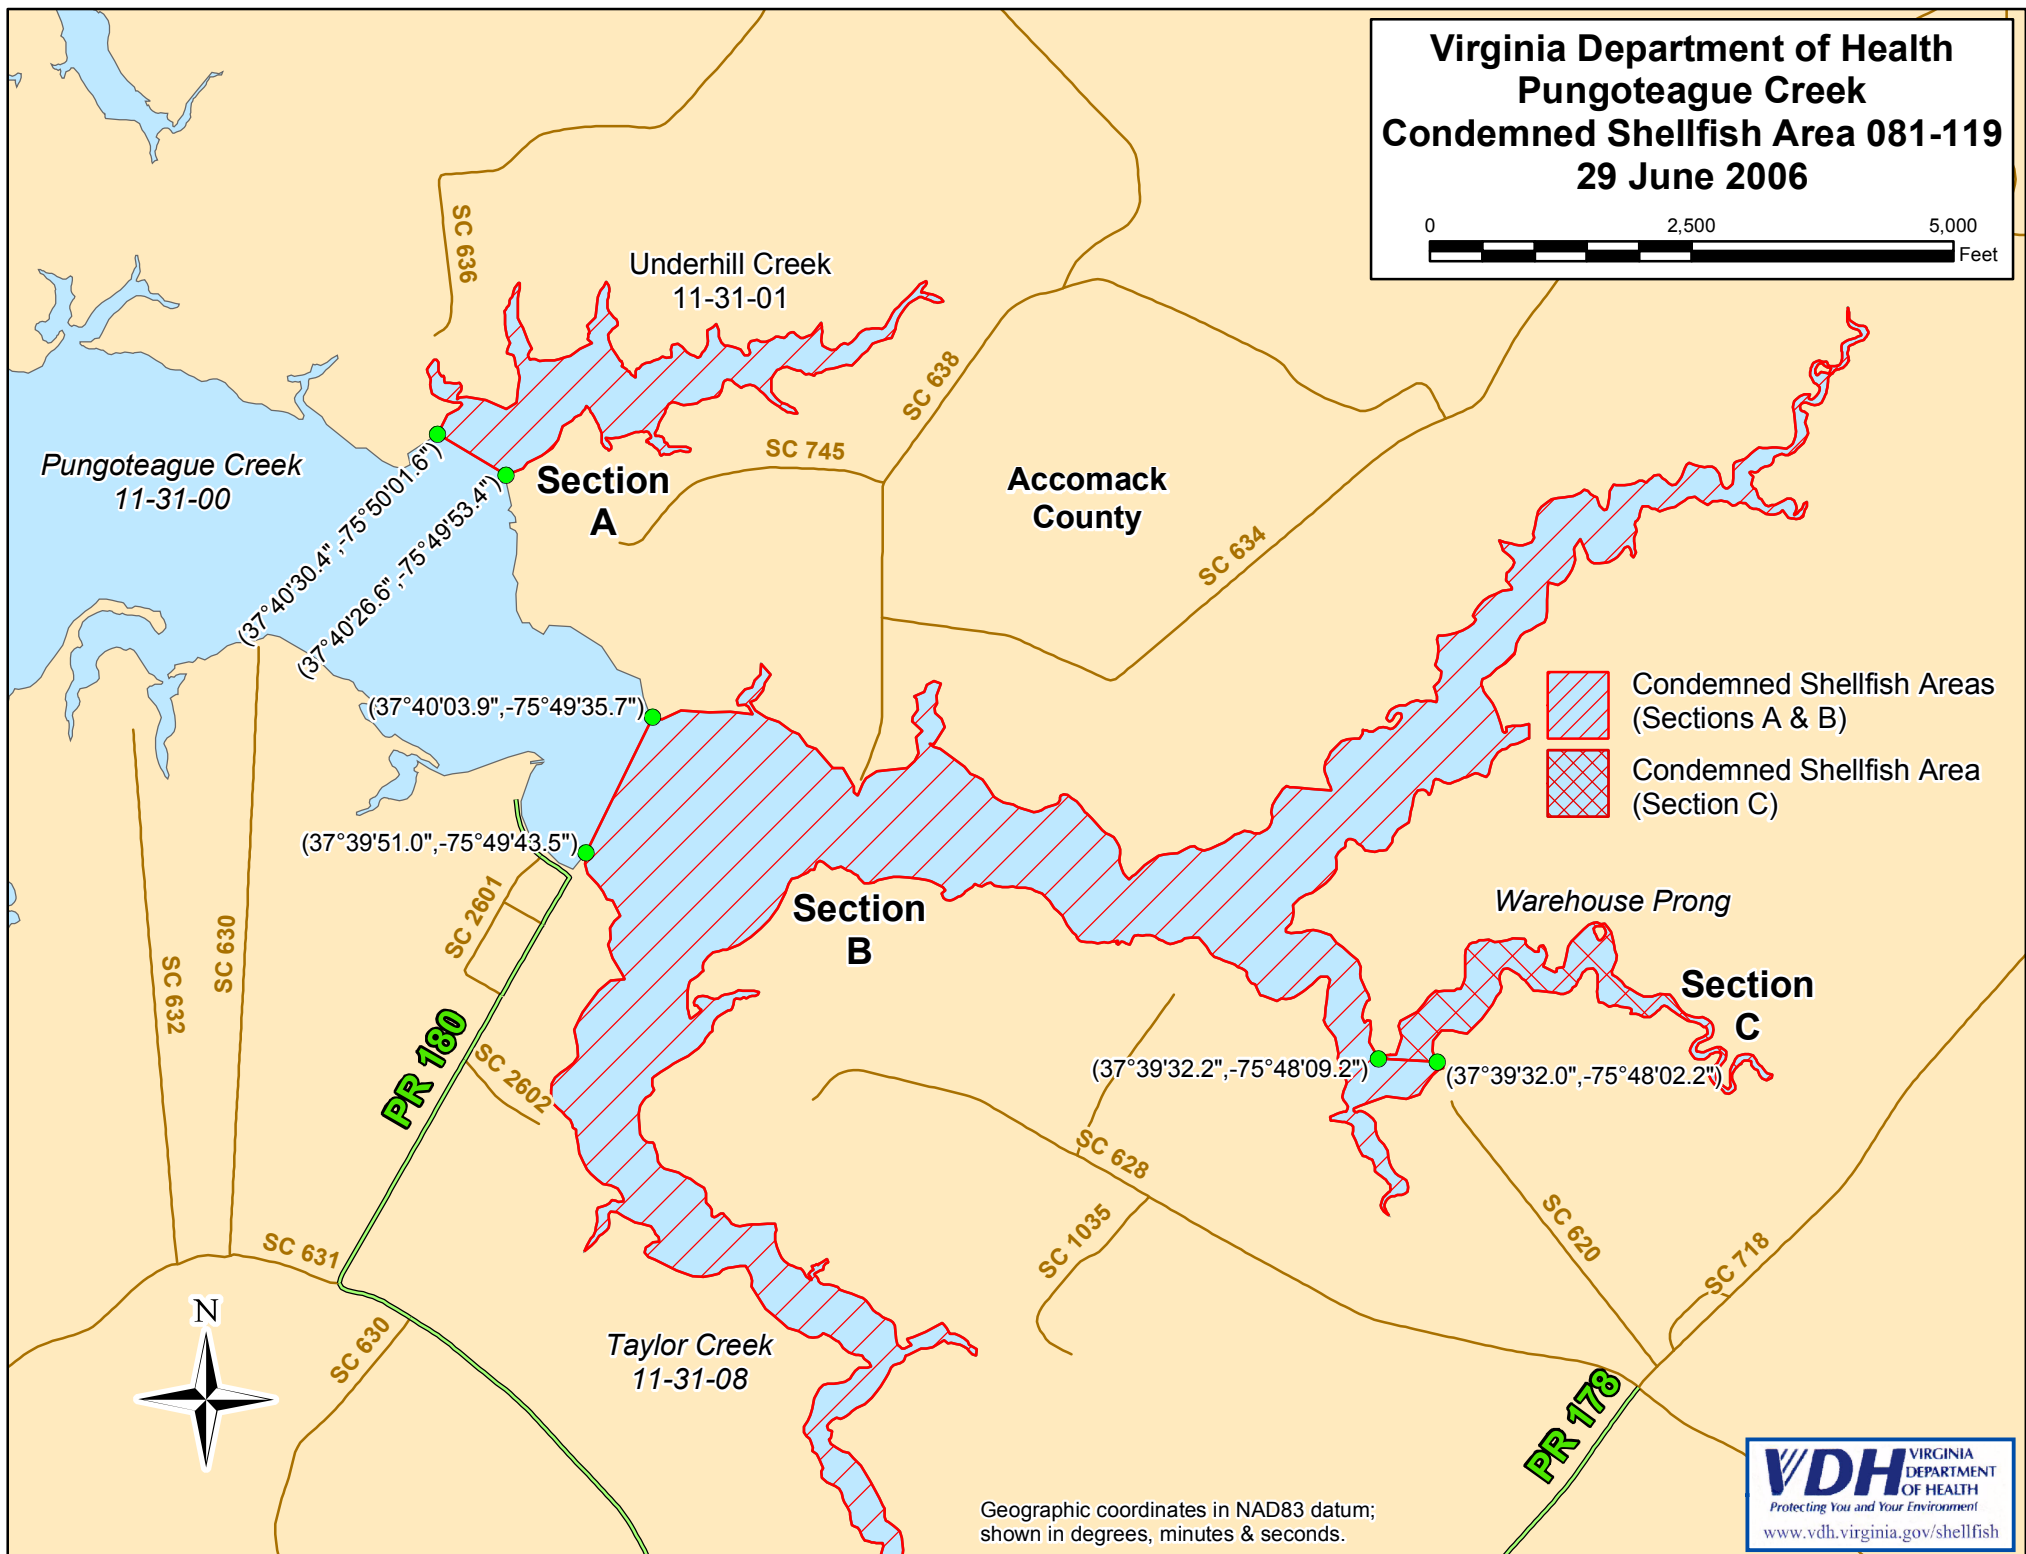 Virginia Department of Health
Pungoteague Creek
Condemned Shellfish Area 081-119
29 June 2006
0 2,500 5,000
Feet
SC 636
Underhill Creek
11-31-01
SC 638
SC 745
Pungoteague Creek
11-31-00
(37°40'30.4" ,-75°50'01.6")
(37°40'26.6" ,-75°49'53.4")
Section
A
Accomack
County
SC 634
(37°40'03.9",-75°49'35.7")
Condemned Shellfish Areas
(Sections A & B)
Condemned Shellfish Area
(Section C)
(37°39'51.0",-75°49'43.5")
SC 2601
Section
B
Warehouse Prong
SC 632
SC 630
Section
C
PR 180
SC 2602
(37°39'32.2",-75°48'09.2")
(37°39'32.0",-75°48'02.2")
SC 628
SC 1035
SC 620
SC 718
SC 631
N
SC 630
Taylor Creek
11-31-08
PR 178
Geographic coordinates in NAD83 datum;
shown in degrees, minutes & seconds.
VDH
VIRGINIA
DEPARTMENT
OF HEALTH
Protecting You and Your Environment
www.vdh.virginia.gov/shellfish